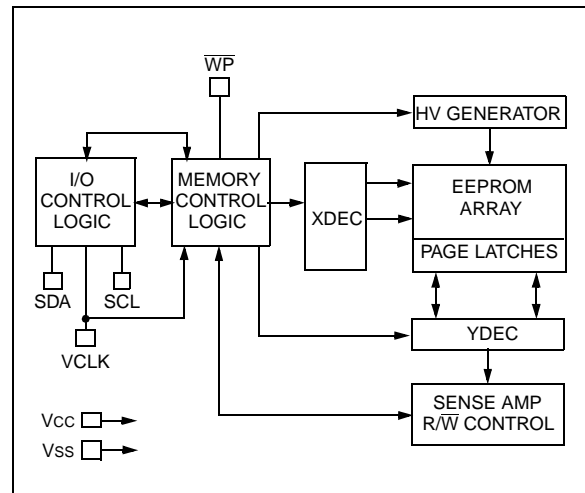 W̅P̅
HV GENERATOR
I/O
CONTROL
LOGIC
MEMORY
CONTROL
LOGIC
XDEC
EEPROM
ARRAY
PAGE LATCHES
SDA
SCL
VCLK
YDEC
SENSE AMP
R/W̅ CONTROL
VCC
VSS